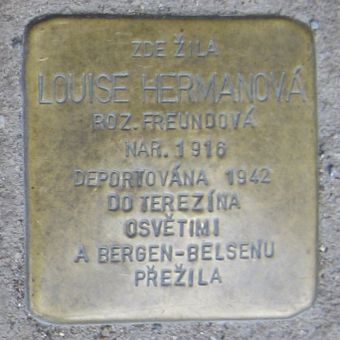 ZDE ŽILA
LOUISE HERMANOVÁ
ROZ. FREUNDOVÁ
NAR. 1916
DEPORTOVÁNA 1942
DO TEREZÍNA
OSVĚTIMI
A BERGEN-BELSENU
PŘEŽILA